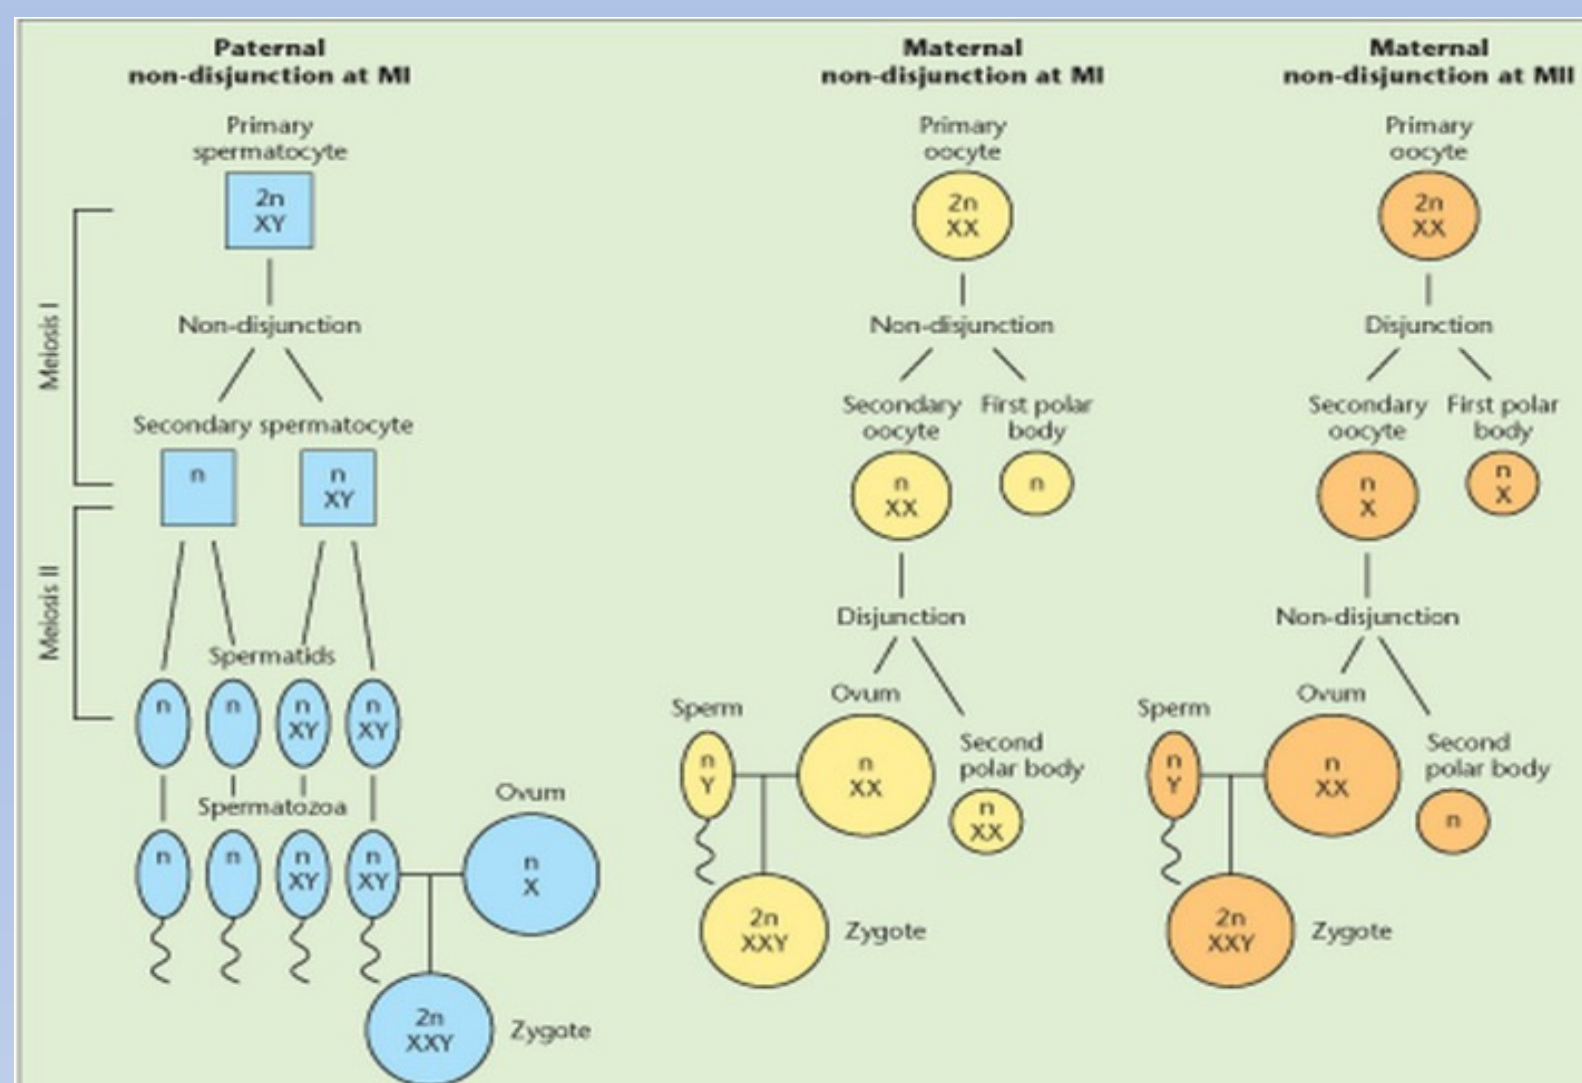 Paternal
non-disjunction at MI
Primary
spermatocyte
2n
XY
Non-disjunction
Secondary spermatocyte
n
n
XY
Meiosis I
Meiosis II
Spermatids
n
n
n
XY
n
XY
Spermatozoa
n
n
n
XY
n
XY
Ovum
n
X
2n
XXY
Zygote
Maternal
non-disjunction at MI
Primary
oocyte
2n
XX
Non-disjunction
Secondary
oocyte
First polar
body
n
XX
n
Disjunction
Sperm
Ovum
n
Y
n
XX
Second
polar body
n
XX
2n
XXY
Zygote
Maternal
non-disjunction at MII
Primary
oocyte
2n
XX
Disjunction
Secondary
oocyte
First polar
body
n
X
n
X
Non-disjunction
Sperm
Ovum
n
Y
n
XX
Second
polar body
n
2n
XXY
Zygote